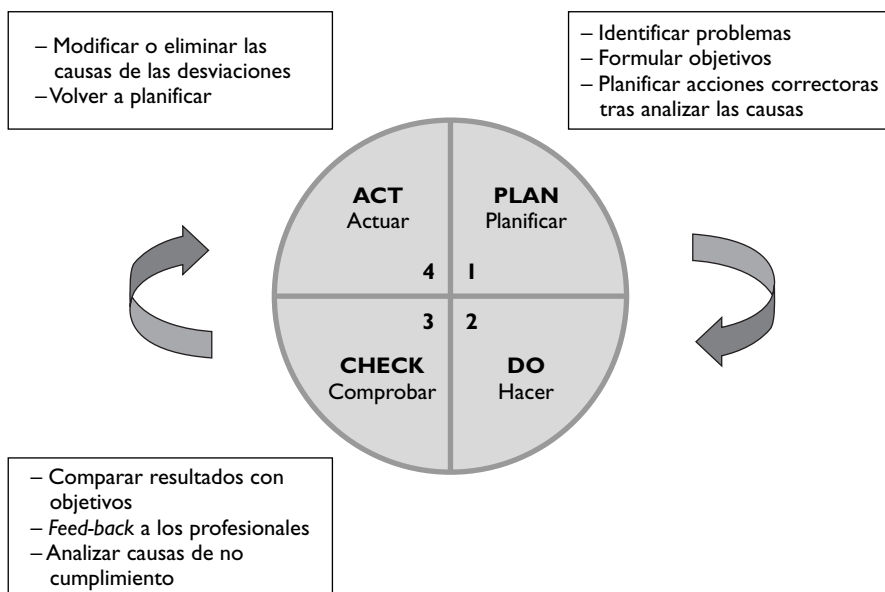 – Modificar o eliminar las
causas de las desviaciones
– Volver a planificar
– Identificar problemas
– Formular objetivos
– Planificar acciones correctoras
tras analizar las causas
ACT
Actuar
4
PLAN
Planificar
1
3
CHECK
Comprobar
2
DO
Hacer
– Comparar resultados con
objetivos
– Feed-back a los profesionales
– Analizar causas de no
cumplimiento